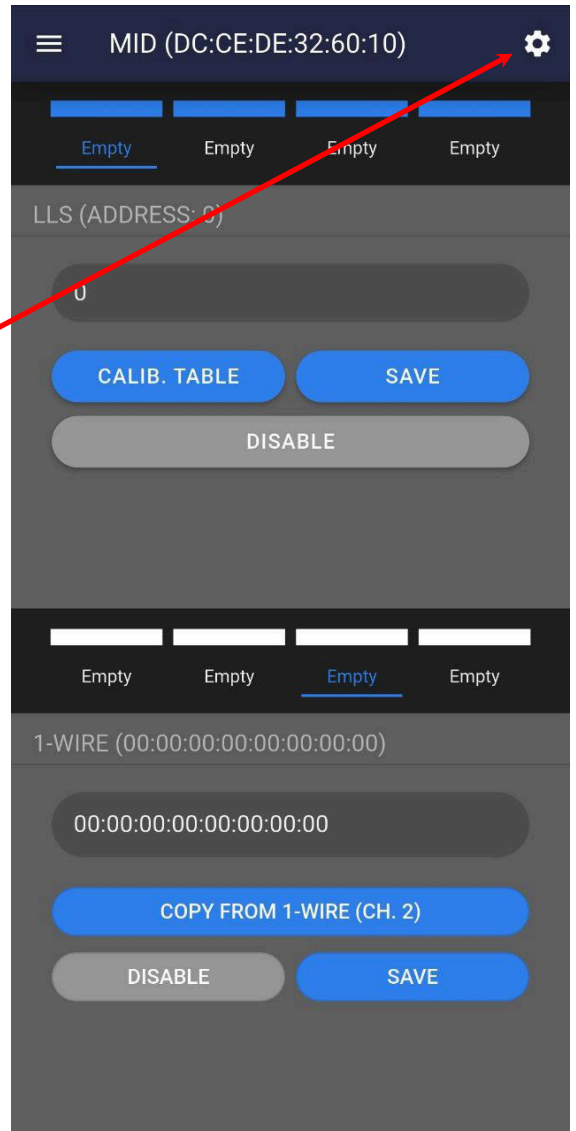 MID (DC:CE:DE:32:60:10)
Empty Empty Empty Empty
LLS (ADDRESS: 0)
0
CALIB. TABLE SAVE
DISABLE
Empty Empty Empty Empty
1-WIRE (00:00:00:00:00:00:00:00)
00:00:00:00:00:00:00:00
COPY FROM 1-WIRE (CH. 2)
DISABLE SAVE